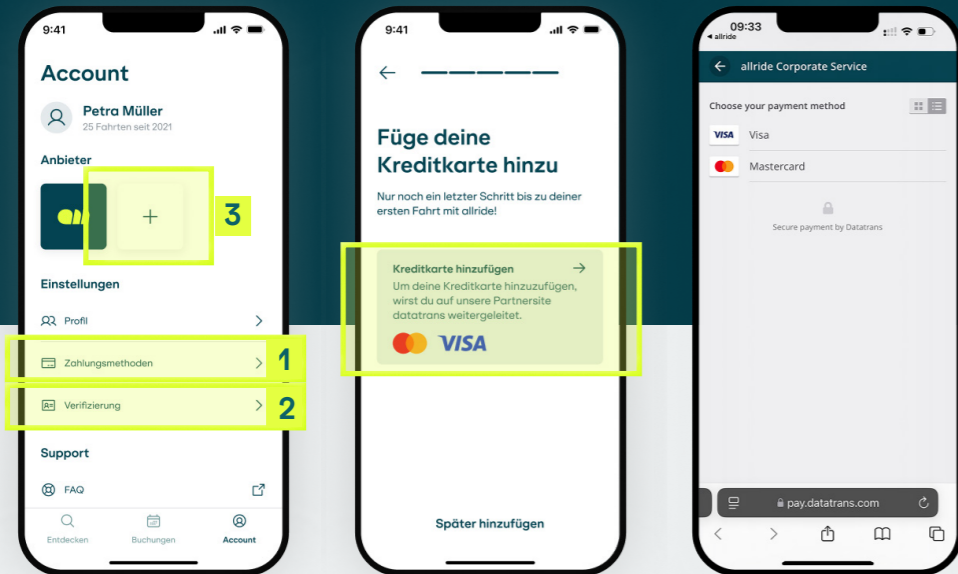 9:41
Account
Petra Müller
25 Fahrten seit 2021
Anbieter
3
Einstellungen
Profil
Zahlungsmethoden
1
Verifizierung
2
Support
FAQ
Entdecken
Buchungen
Account
9:41
Füge deine
Kreditkarte hinzu
Nur noch ein letzter Schritt bis zu deiner
ersten Fahrt mit allride!
Kreditkarte hinzufügen
Um deine Kreditkarte hinzuzufügen,
wirst du auf unsere Partnersite
datatrans weitergeleitet.
VISA
Später hinzufügen
09:33
allride
allride Corporate Service
Choose your payment method
VISA Visa
Mastercard
Secure payment by Datatrans
pay.datatrans.com